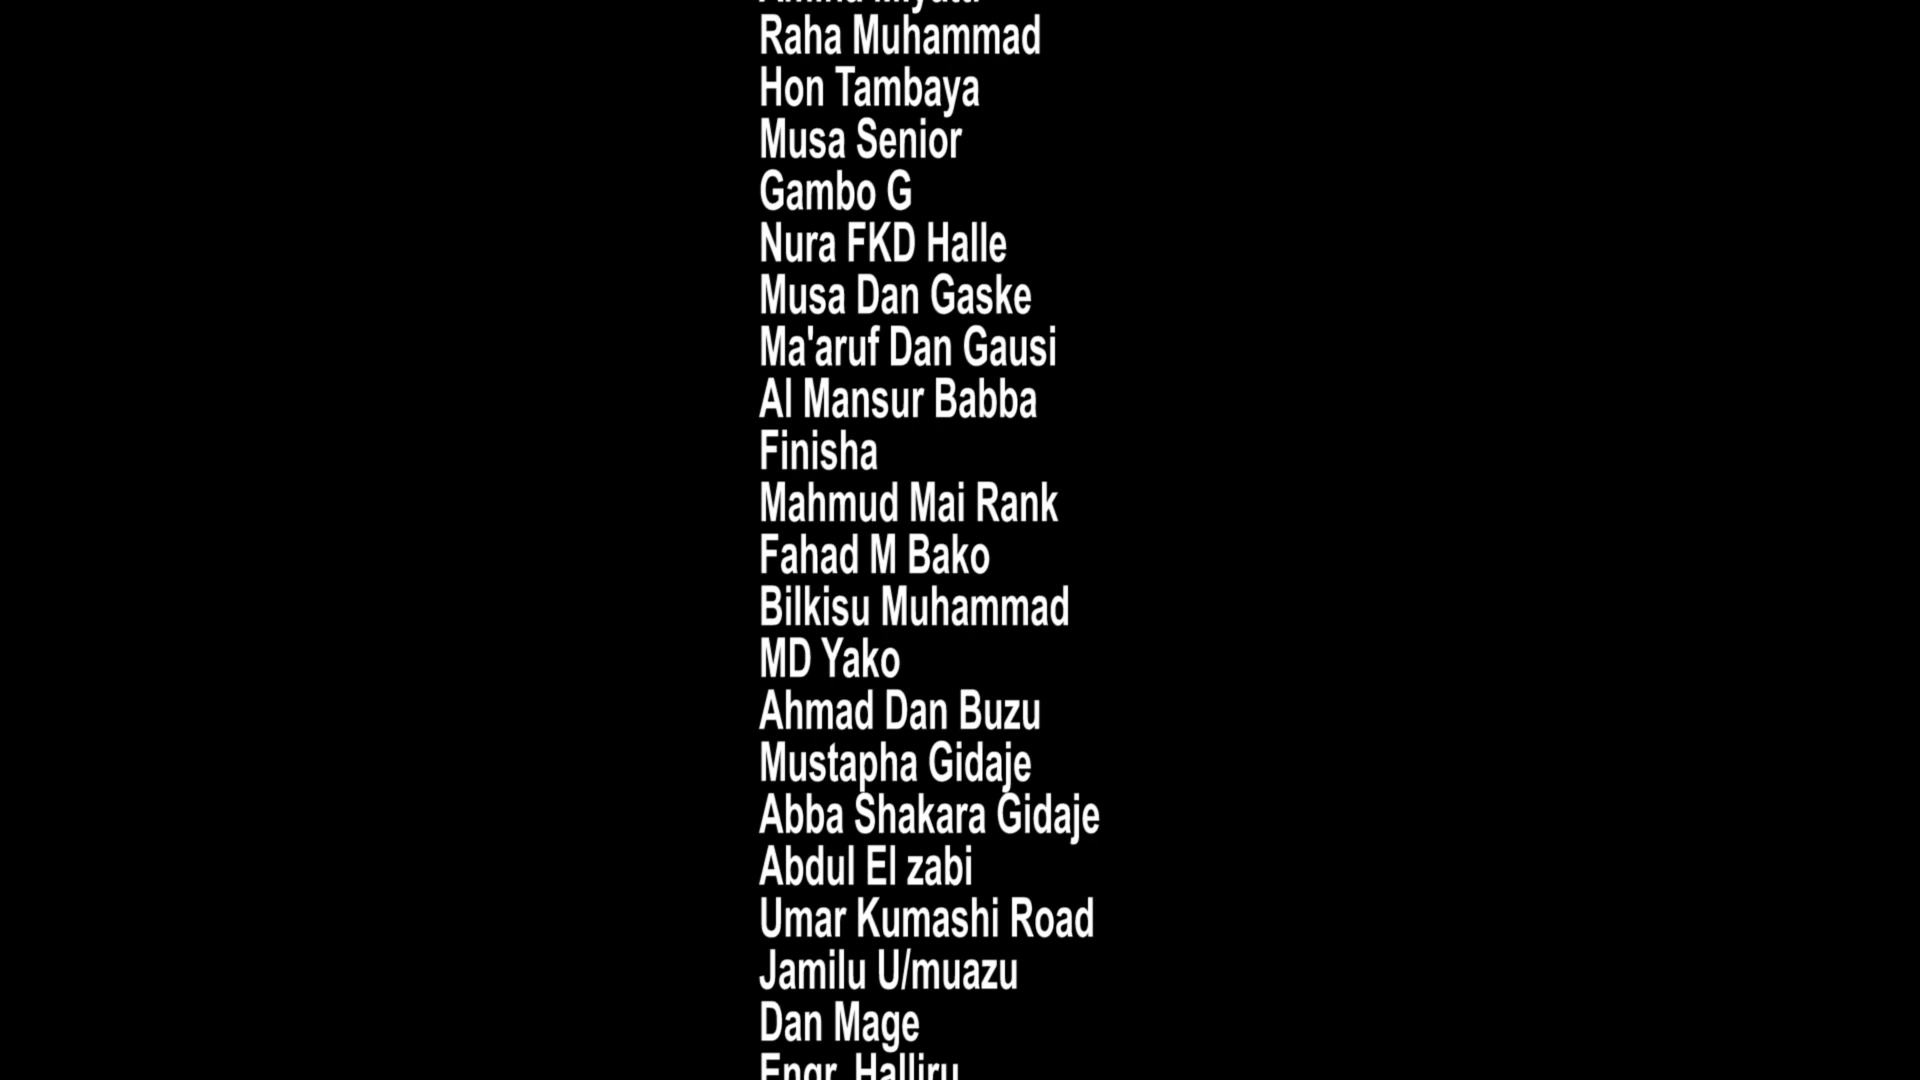 Raha Muhammad
Hon Tambaya
Musa Senior
Gambo G
Nura FKD Halle
Musa Dan Gaske
Ma'aruf Dan Gausi
Al Mansur Babba
Finisha
Mahmud Mai Rank
Fahad M Bako
Bilkisu Muhammad
MD Yako
Ahmad Dan Buzu
Mustapha Gidaje
Abba Shakara Gidaje
Abdul El zabi
Umar Kumashi Road
Jamilu U/muazu
Dan Mage
Engr. Halliru